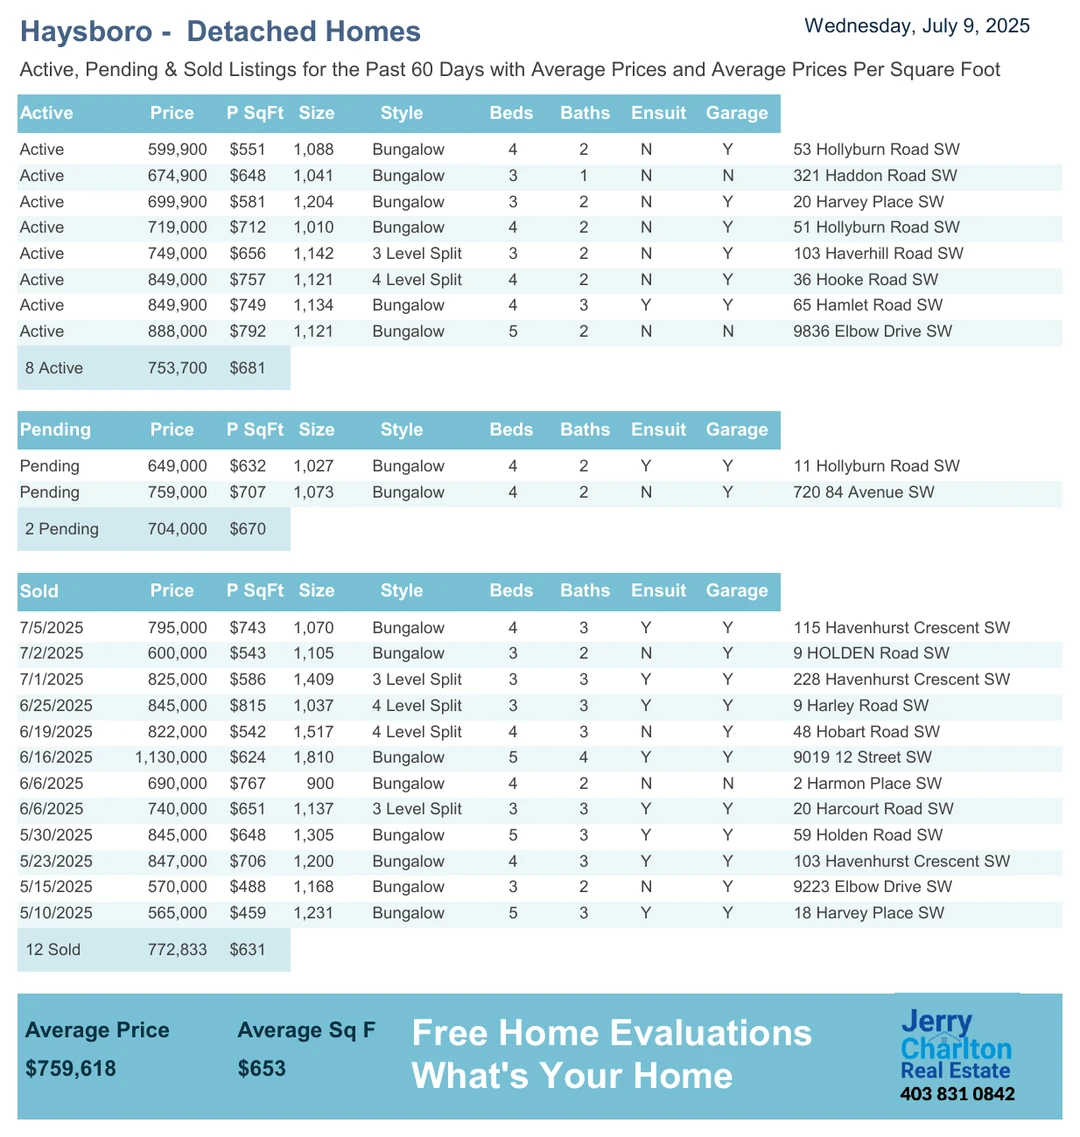 Haysboro -  Detached Homes
Wednesday, July 9, 2025
Active, Pending & Sold Listings for the Past 60 Days with Average Prices and Average Prices Per Square Foot
Active Price P SqFt Size Style Beds Baths Ensuit Garage
Active 599,900 $551 1,088 Bungalow 4 2 N Y 53 Hollyburn Road SW
Active 674,900 $648 1,041 Bungalow 3 1 N N 321 Haddon Road SW
Active 699,900 $581 1,204 Bungalow 3 2 N Y 20 Harvey Place SW
Active 719,000 $712 1,010 Bungalow 4 2 N Y 51 Hollyburn Road SW
Active 749,000 $656 1,142 3 Level Split 3 2 N Y 103 Haverhill Road SW
Active 849,000 $757 1,121 4 Level Split 4 2 N Y 36 Hooke Road SW
Active 849,900 $749 1,134 Bungalow 4 3 Y Y 65 Hamlet Road SW
Active 888,000 $792 1,121 Bungalow 5 2 N N 9836 Elbow Drive SW
8 Active 753,700 $681
Pending Price P SqFt Size Style Beds Baths Ensuit Garage
Pending 649,000 $632 1,027 Bungalow 4 2 Y Y 11 Hollyburn Road SW
Pending 759,000 $707 1,073 Bungalow 4 2 N Y 720 84 Avenue SW
2 Pending 704,000 $670
Sold Price P SqFt Size Style Beds Baths Ensuit Garage
7/5/2025 795,000 $743 1,070 Bungalow 4 3 Y Y 115 Havenhurst Crescent SW
7/2/2025 600,000 $543 1,105 Bungalow 3 2 N Y 9 HOLDEN Road SW
7/1/2025 825,000 $586 1,409 3 Level Split 3 3 Y Y 228 Havenhurst Crescent SW
6/25/2025 845,000 $815 1,037 4 Level Split 3 3 Y Y 9 Harley Road SW
6/19/2025 822,000 $542 1,517 4 Level Split 4 3 N Y 48 Hobart Road SW
6/16/2025 1,130,000 $624 1,810 Bungalow 5 4 Y Y 9019 12 Street SW
6/6/2025 690,000 $767 900 Bungalow 4 2 N N 2 Harmon Place SW
6/6/2025 740,000 $651 1,137 3 Level Split 3 3 Y Y 20 Harcourt Road SW
5/30/2025 845,000 $648 1,305 Bungalow 5 3 Y Y 59 Holden Road SW
5/23/2025 847,000 $706 1,200 Bungalow 4 3 Y Y 103 Havenhurst Crescent SW
5/15/2025 570,000 $488 1,168 Bungalow 3 2 N Y 9223 Elbow Drive SW
5/10/2025 565,000 $459 1,231 Bungalow 5 3 Y Y 18 Harvey Place SW
12 Sold 772,833 $631
Average Price Average Sq F
$759,618 $653
Free Home Evaluations
What's Your Home
Jerry
Charlton
Real Estate
403 831 0842